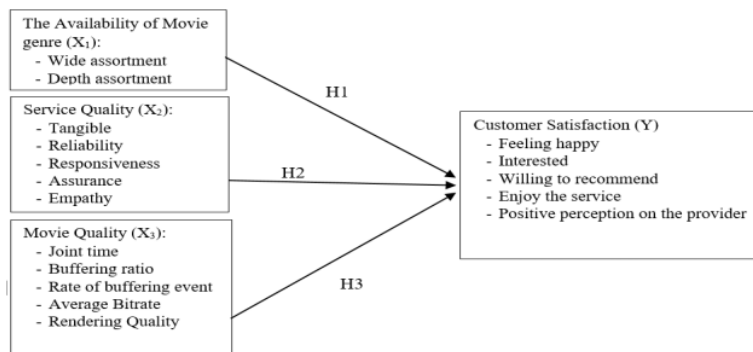 The Availability of Movie
genre (X₁):
- Wide assortment
- Depth assortment
H1
Service Quality (X₂):
- Tangible
- Reliability
- Responsiveness
- Assurance
- Empathy
H2
Customer Satisfaction (Y)
- Feeling happy
- Interested
- Willing to recommend
- Enjoy the service
- Positive perception on the provider
Movie Quality (X₃):
- Joint time
- Buffering ratio
- Rate of buffering event
- Average Bitrate
- Rendering Quality
H3